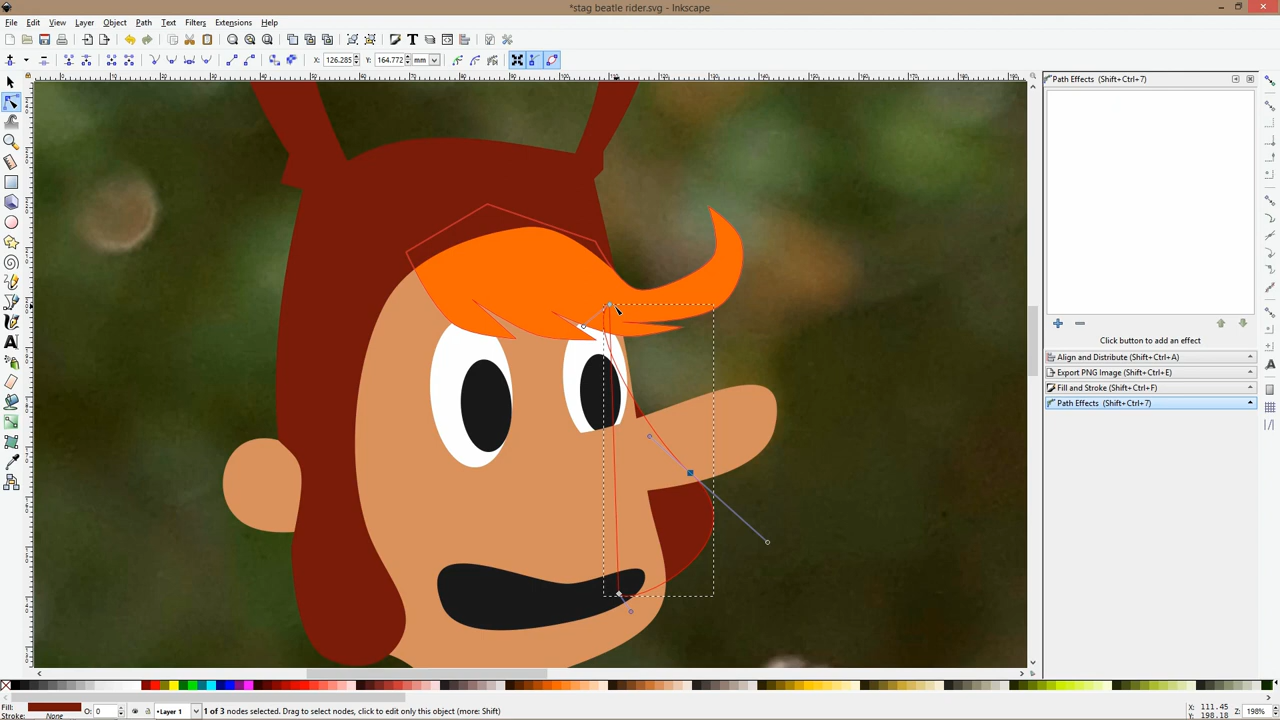 *stag beatle rider.svg - Inkscape
File Edit View Layer Object Path Text Filters Extensions Help
X: 126.285 Y: 164.772 mm
Path Effects (Shift+Ctrl+7)
Click button to add an effect
Align and Distribute (Shift+Ctrl+A)
Export PNG Image (Shift+Ctrl+E)
Fill and Stroke (Shift+Ctrl+F)
Path Effects (Shift+Ctrl+7)
Fill:
Stroke: None
O: 0
Layer 1
1 of 3 nodes selected. Drag to select nodes, click to edit only this object (more: Shift)
X: 111.45
Y: 198.18
Z: 198%